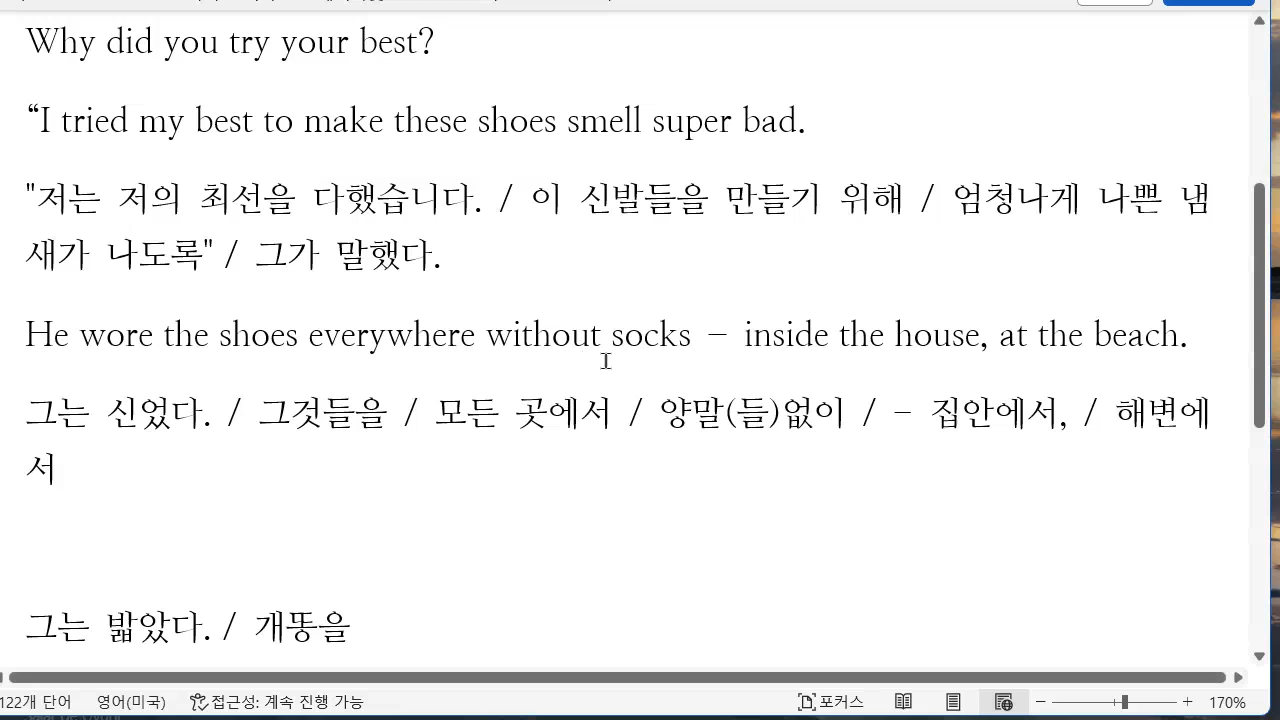 Why did you try your best?
“I tried my best to make these shoes smell super bad.
"저는 저의 최선을 다했습니다. / 이 신발들을 만들기 위해 / 엄청나게 나쁜 냄
새가 나도록" / 그가 말했다.
He wore the shoes everywhere without socks – inside the house, at the beach.
그는 신었다. / 그것들을 / 모든 곳에서 / 양말(들)없이 / - 집안에서, / 해변에
서
그는 밟았다. / 개똥을
122개 단어 영어(미국) 접근성: 계속 진행 가능 포커스 − + 170%